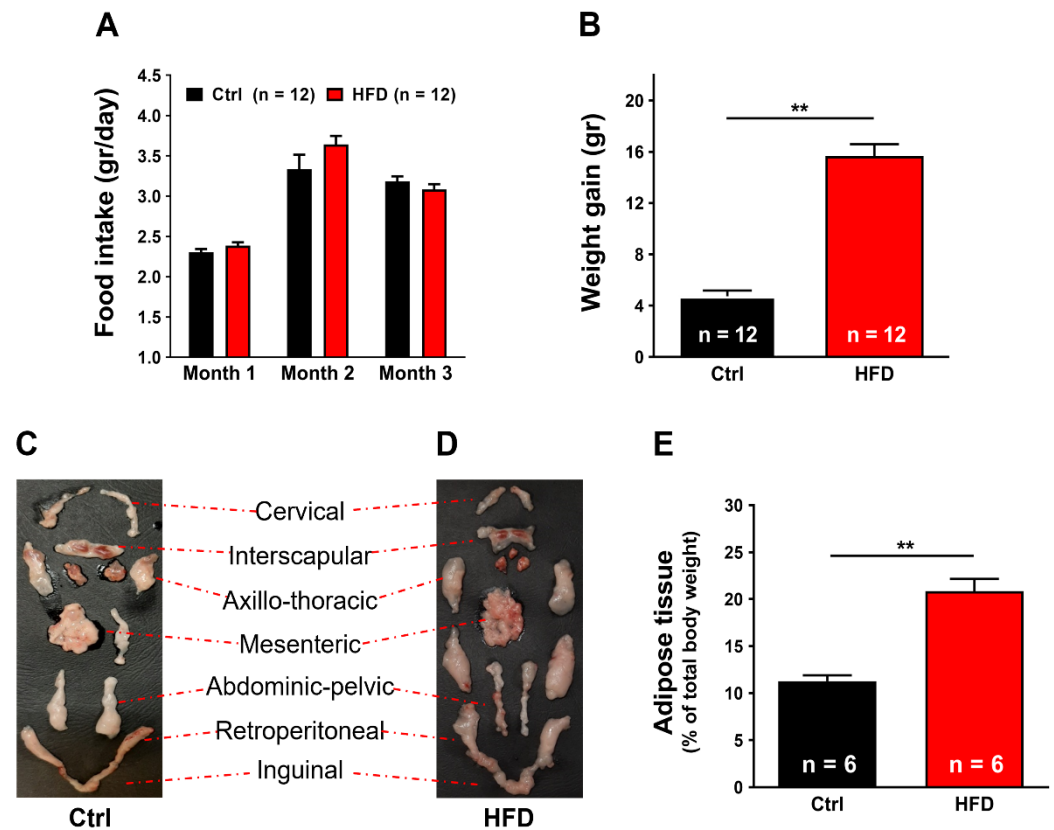 A
Food intake (gr/day)
4.5
4.0
3.5
3.0
2.5
2.0
1.5
1.0
Ctrl (n = 12) HFD (n = 12)
Month 1 Month 2 Month 3
B
Weight gain (gr)
20
16
12
8
4
0
**
n = 12 n = 12
Ctrl HFD
C
D
Cervical
Interscapular
Axillo-thoracic
Mesenteric
Abdominic-pelvic
Retroperitoneal
Inguinal
Ctrl
HFD
E
Adipose tissue
(% of total body weight)
30
25
20
15
10
5
0
**
n = 6 n = 6
Ctrl HFD